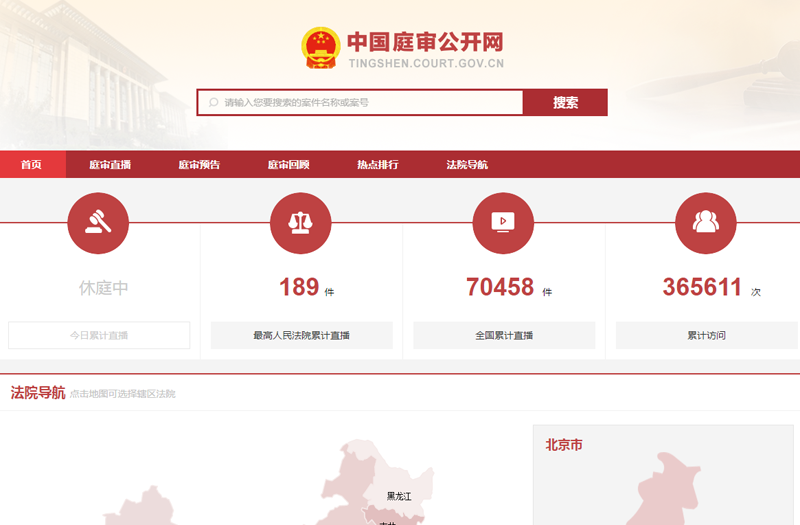 中国庭审公开网
TINGSHEN.COURT.GOV.CN
请输入您要搜索的案件名称或案号 搜索
首页 庭审直播 庭审预告 庭审回顾 热点排行 法院导航
休庭中 189 件 70458 件 365611 次
今日累计直播 最高人民法院累计直播 全国累计直播 累计访问
法院导航 点击地图可选择辖区法院
北京市
黑龙江